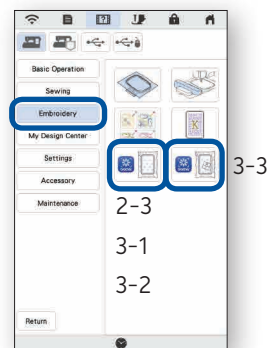 Basic Operation
Sewing
Embroidery
My Design Center
Settings
Accessory
Maintenance
K
3-3
2-3
3-1
3-2
Return